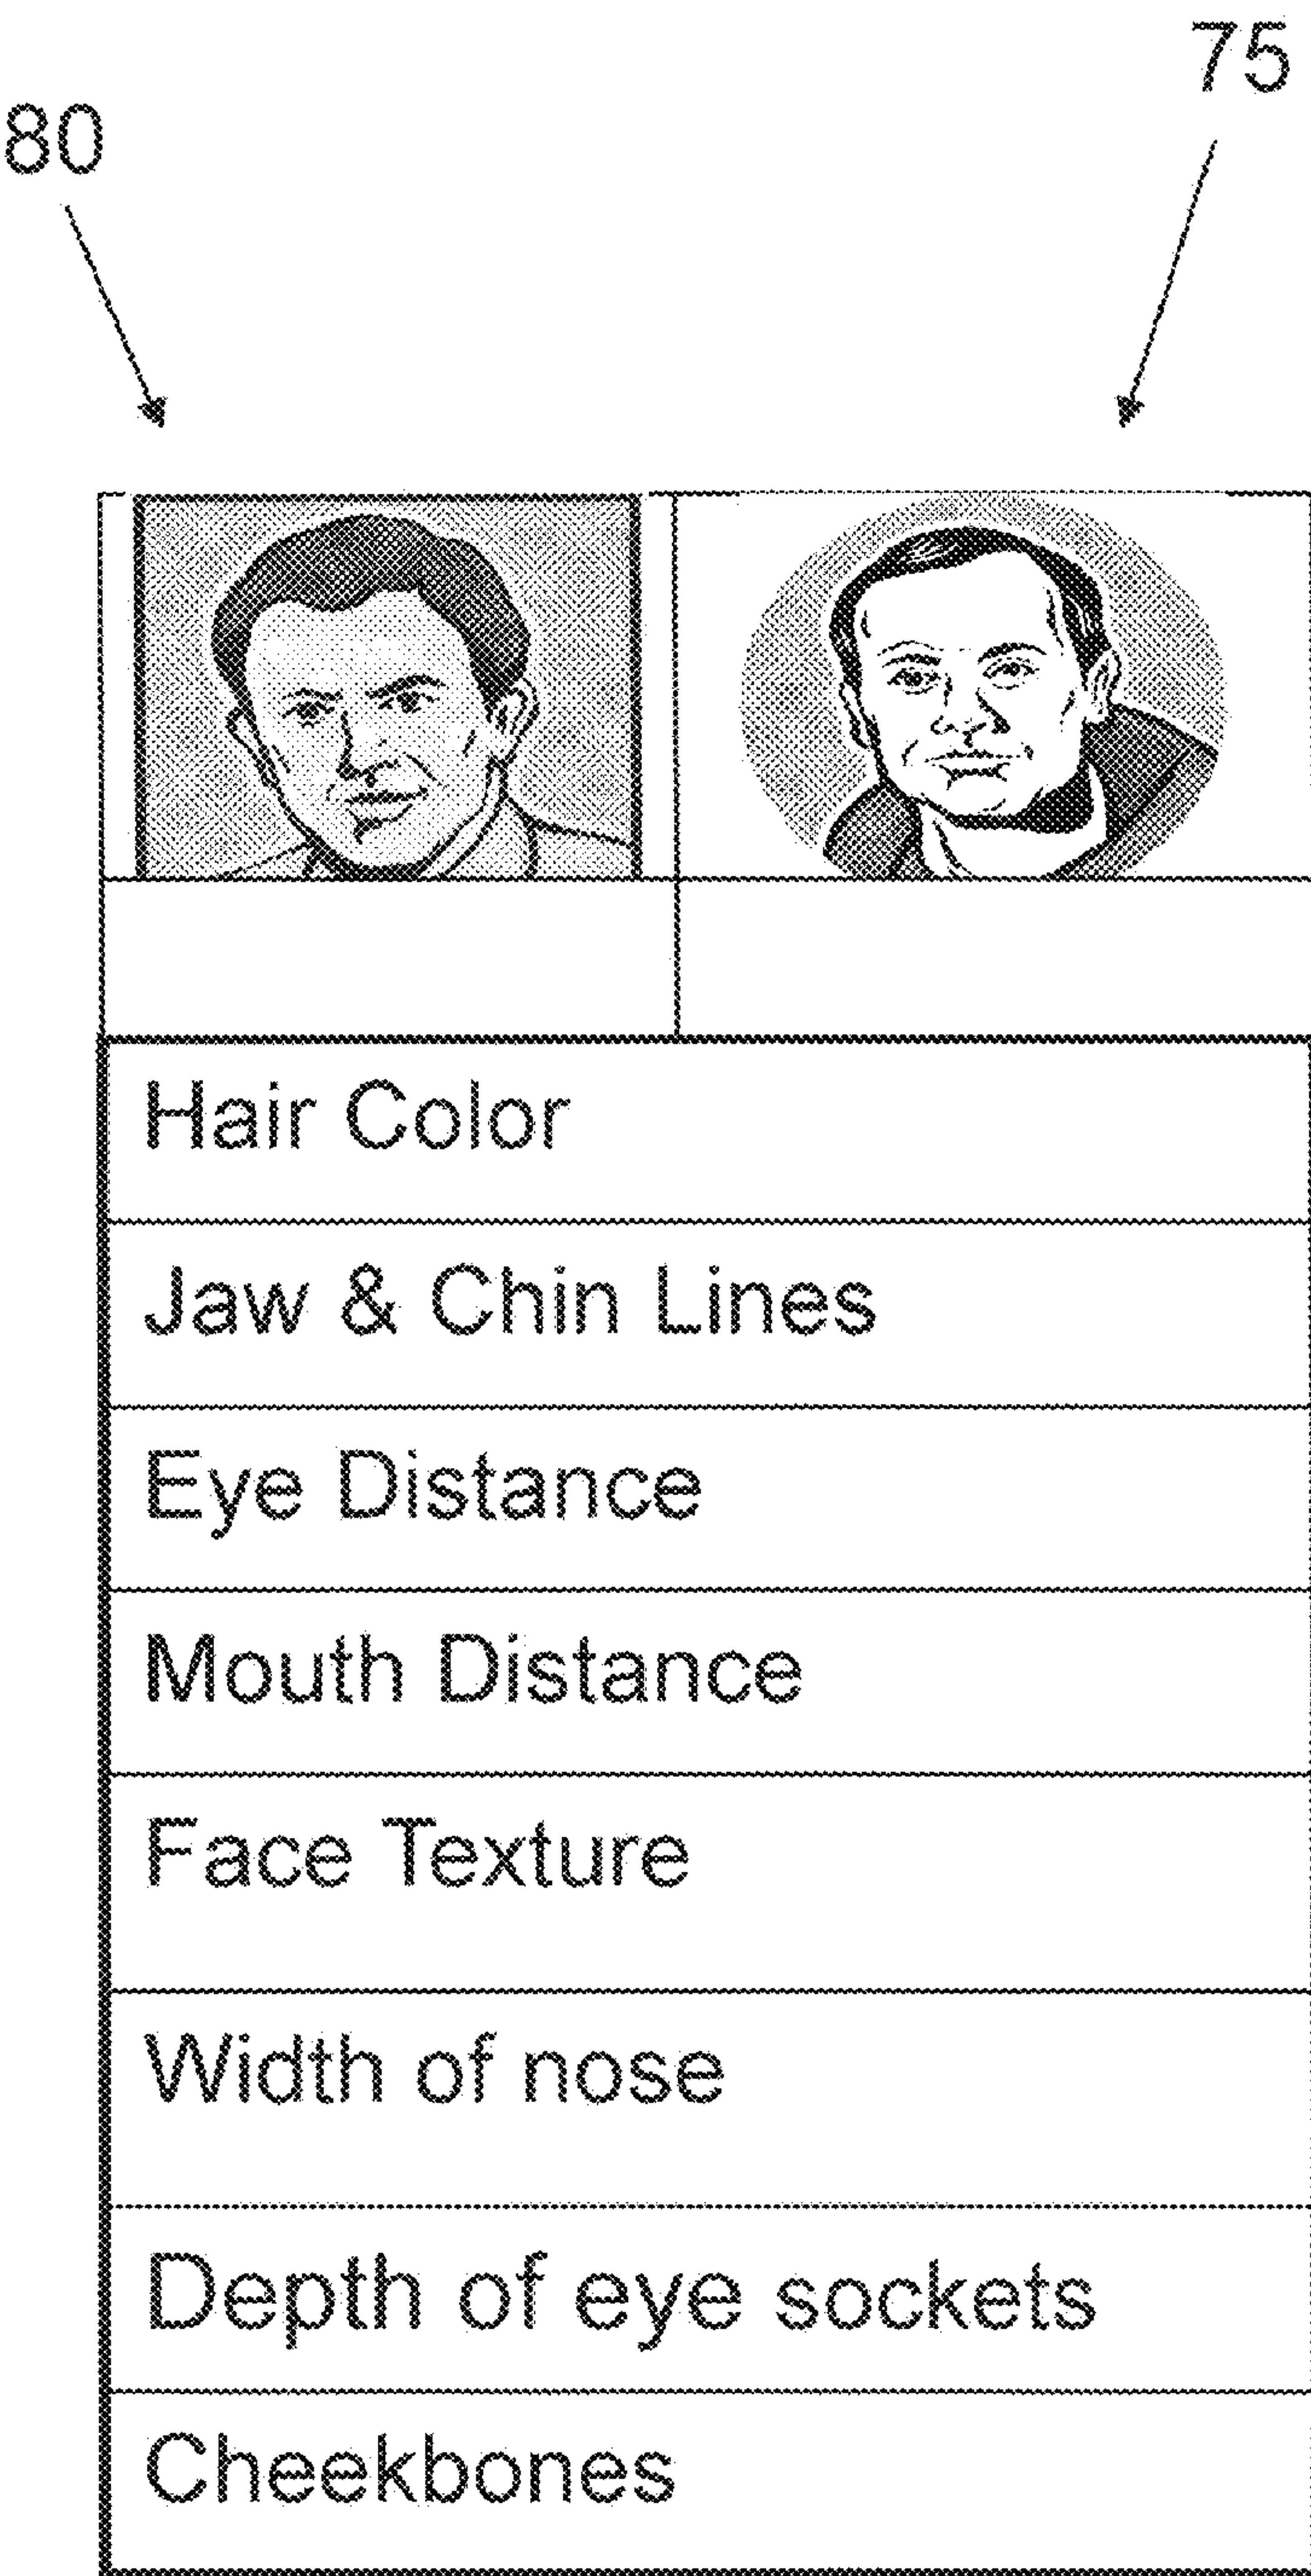 75
80
Hair Color
Jaw & Chin Lines
Eye Distance
Mouth Distance
Face Texture
Width of nose
Depth of eye sockets
Cheekbones